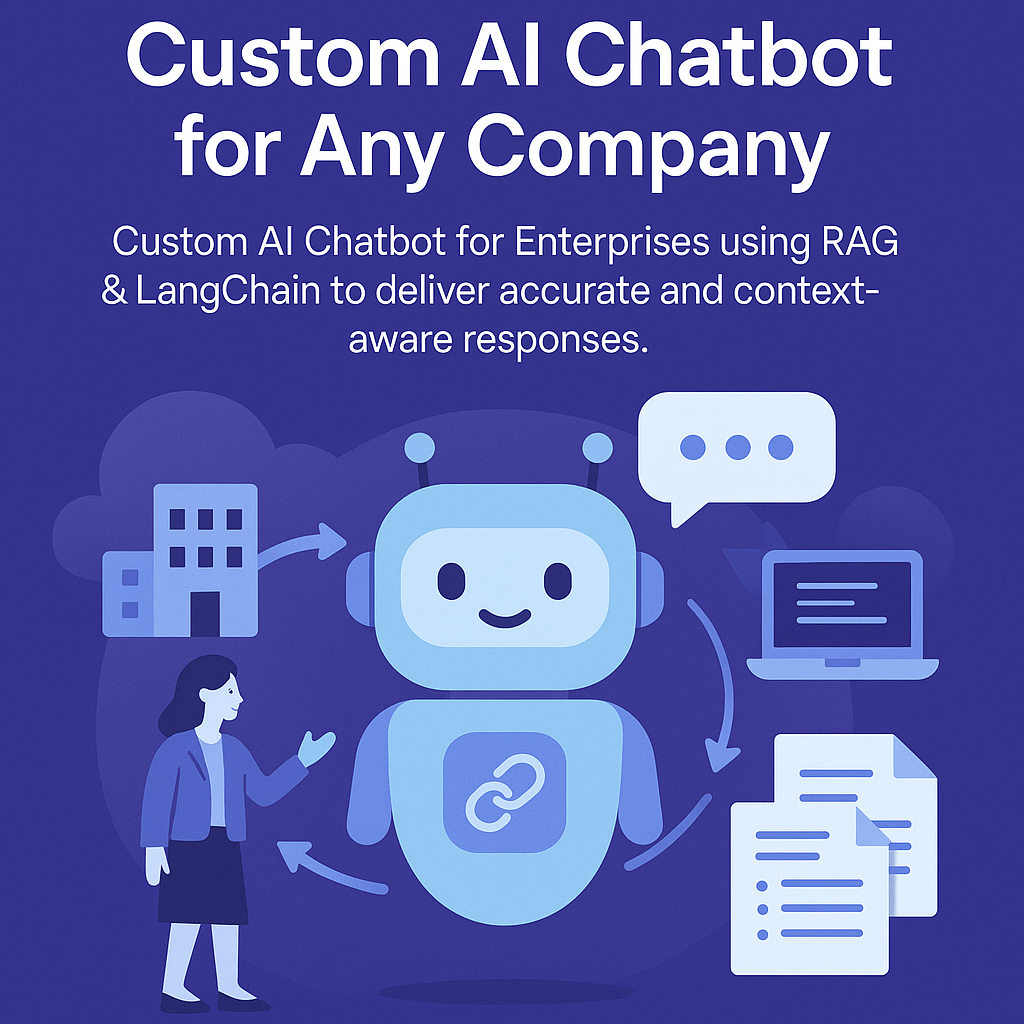 Custom AI Chatbot
for Any Company
Custom AI Chatbot for Enterprises using RAG
& LangChain to deliver accurate and context-
aware responses.